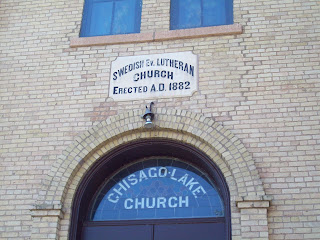 SWEDISH EV. LUTHERAN
CHURCH
ERECTED A.D. 1882
CHISAGO·LAKE
CHURCH